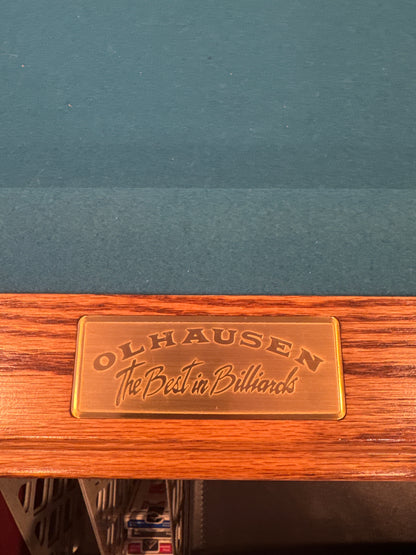 OLHAUSEN
The Best in Billiards